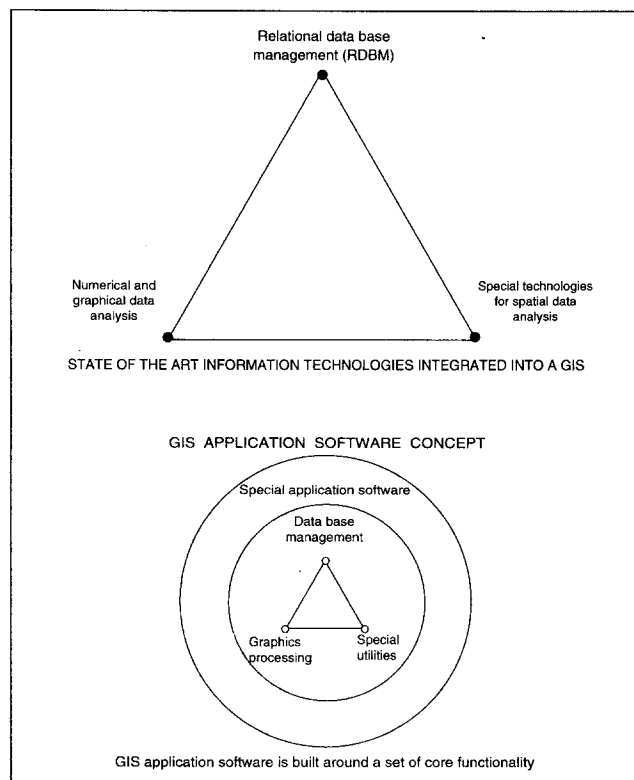 Relational data base
management (RDBM)
Numerical and
graphical data
analysis
Special technologies
for spatial data
analysis
STATE OF THE ART INFORMATION TECHNOLOGIES INTEGRATED INTO A GIS
GIS APPLICATION SOFTWARE CONCEPT
Special application software
Data base
management
Graphics
processing
Special
utilities
GIS application software is built around a set of core functionality